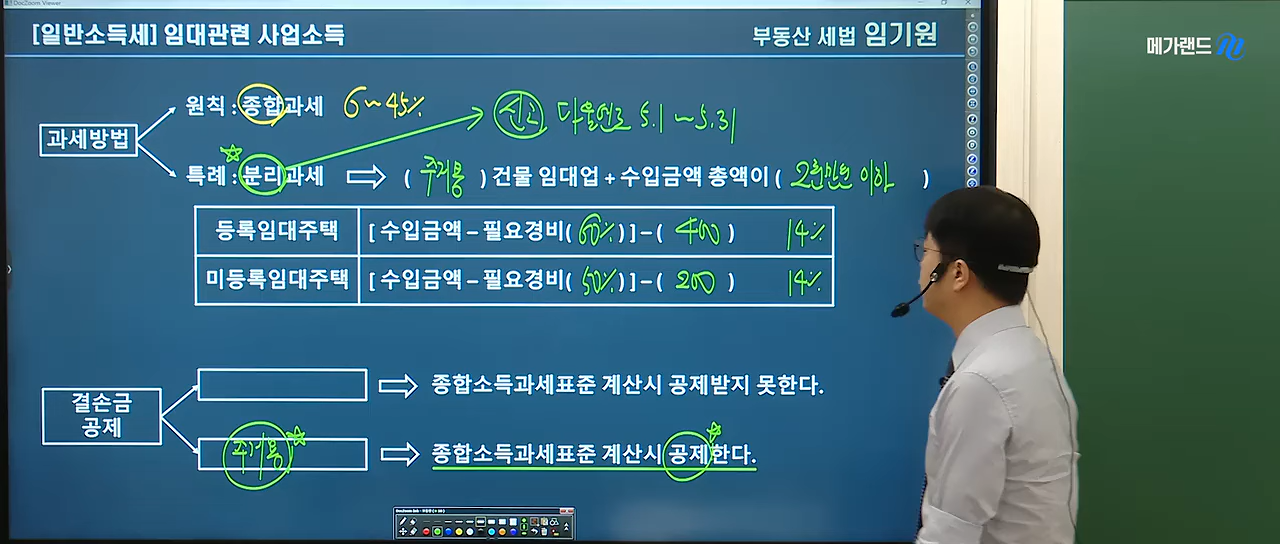 DocZoom Viewer
[일반소득세] 임대관련 사업소득
부동산 세법 임기원
메가랜드
원칙 : 종합과세 6~45%
신고 다음연도 5.1 ~ 5.31
과세방법
특례 : 분리과세 ( 주거용 ) 건물 임대업 + 수입금액 총액이 ( 2천만원 이하 )
등록임대주택 [ 수입금액 – 필요경비( 60% ) ] – ( 400 ) 14%
미등록임대주택 [ 수입금액 – 필요경비( 50% ) ] – ( 200 ) 14%
종합소득과세표준 계산시 공제받지 못한다.
결손금
공제
주거용 종합소득과세표준 계산시 공제한다.